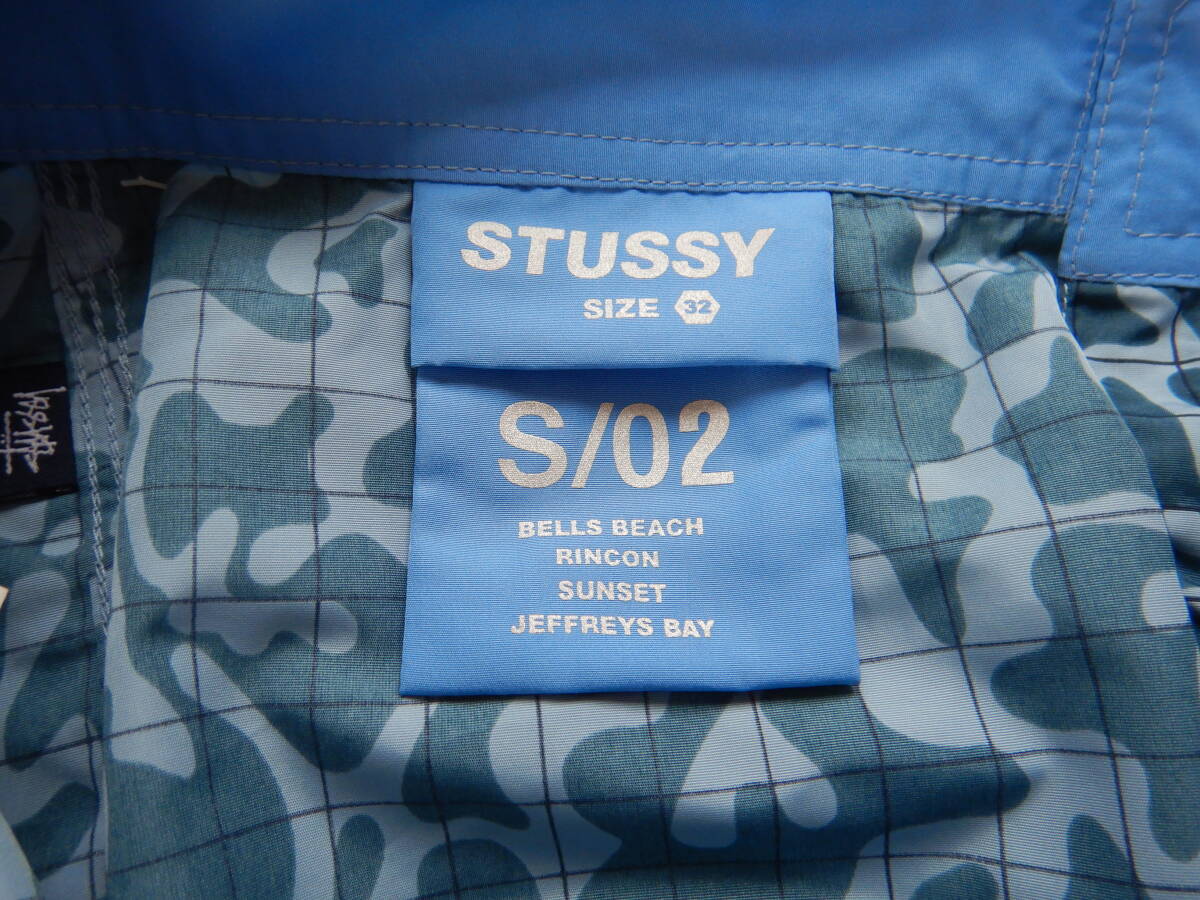 STUSSY
SIZE 32
S/02
BELLS BEACH
RINCON
SUNSET
JEFFREYS BAY